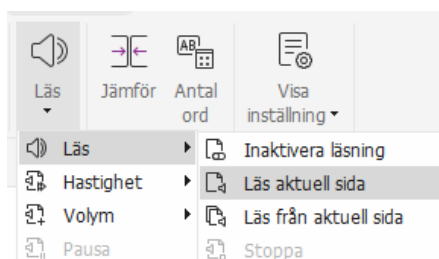 AB
Läs
Jämför
Antal
ord
Visa
inställning
Läs
Hastighet
Volym
Pausa
Inaktivera läsning
Läs aktuell sida
Läs från aktuell sida
Stoppa